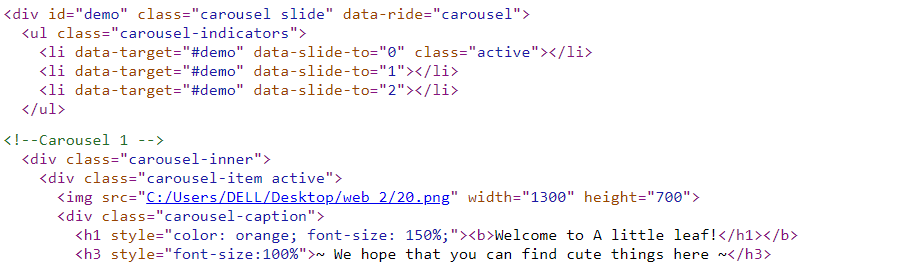 <div id="demo" class="carousel slide" data-ride="carousel">
<ul class="carousel-indicators">
<li data-target="#demo" data-slide-to="0" class="active"></li>
<li data-target="#demo" data-slide-to="1"></li>
<li data-target="#demo" data-slide-to="2"></li>
</ul>
<!--Carousel 1 -->
<div class="carousel-inner">
<div class="carousel-item active">
<img src="C:/Users/DELL/Desktop/web 2/20.png" width="1300" height="700">
<div class="carousel-caption">
<h1 style="color: orange; font-size: 150%;"><b>Welcome to A little leaf!</h1></b>
<h3 style="font-size:100%">~ We hope that you can find cute things here ~</h3>